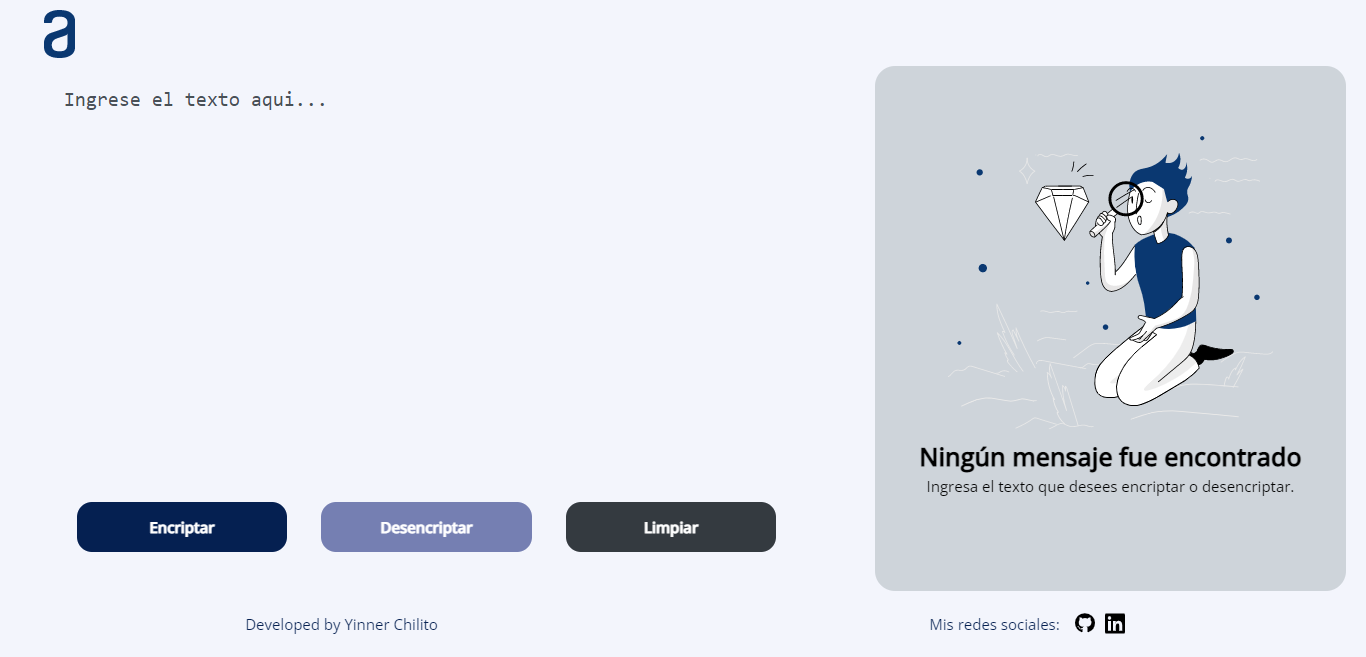 a
Ingrese el texto aqui...
Ningún mensaje fue encontrado
Ingresa el texto que desees encriptar o desencriptar.
Encriptar
Desencriptar
Limpiar
Developed by Yinner Chilito
Mis redes sociales:
in